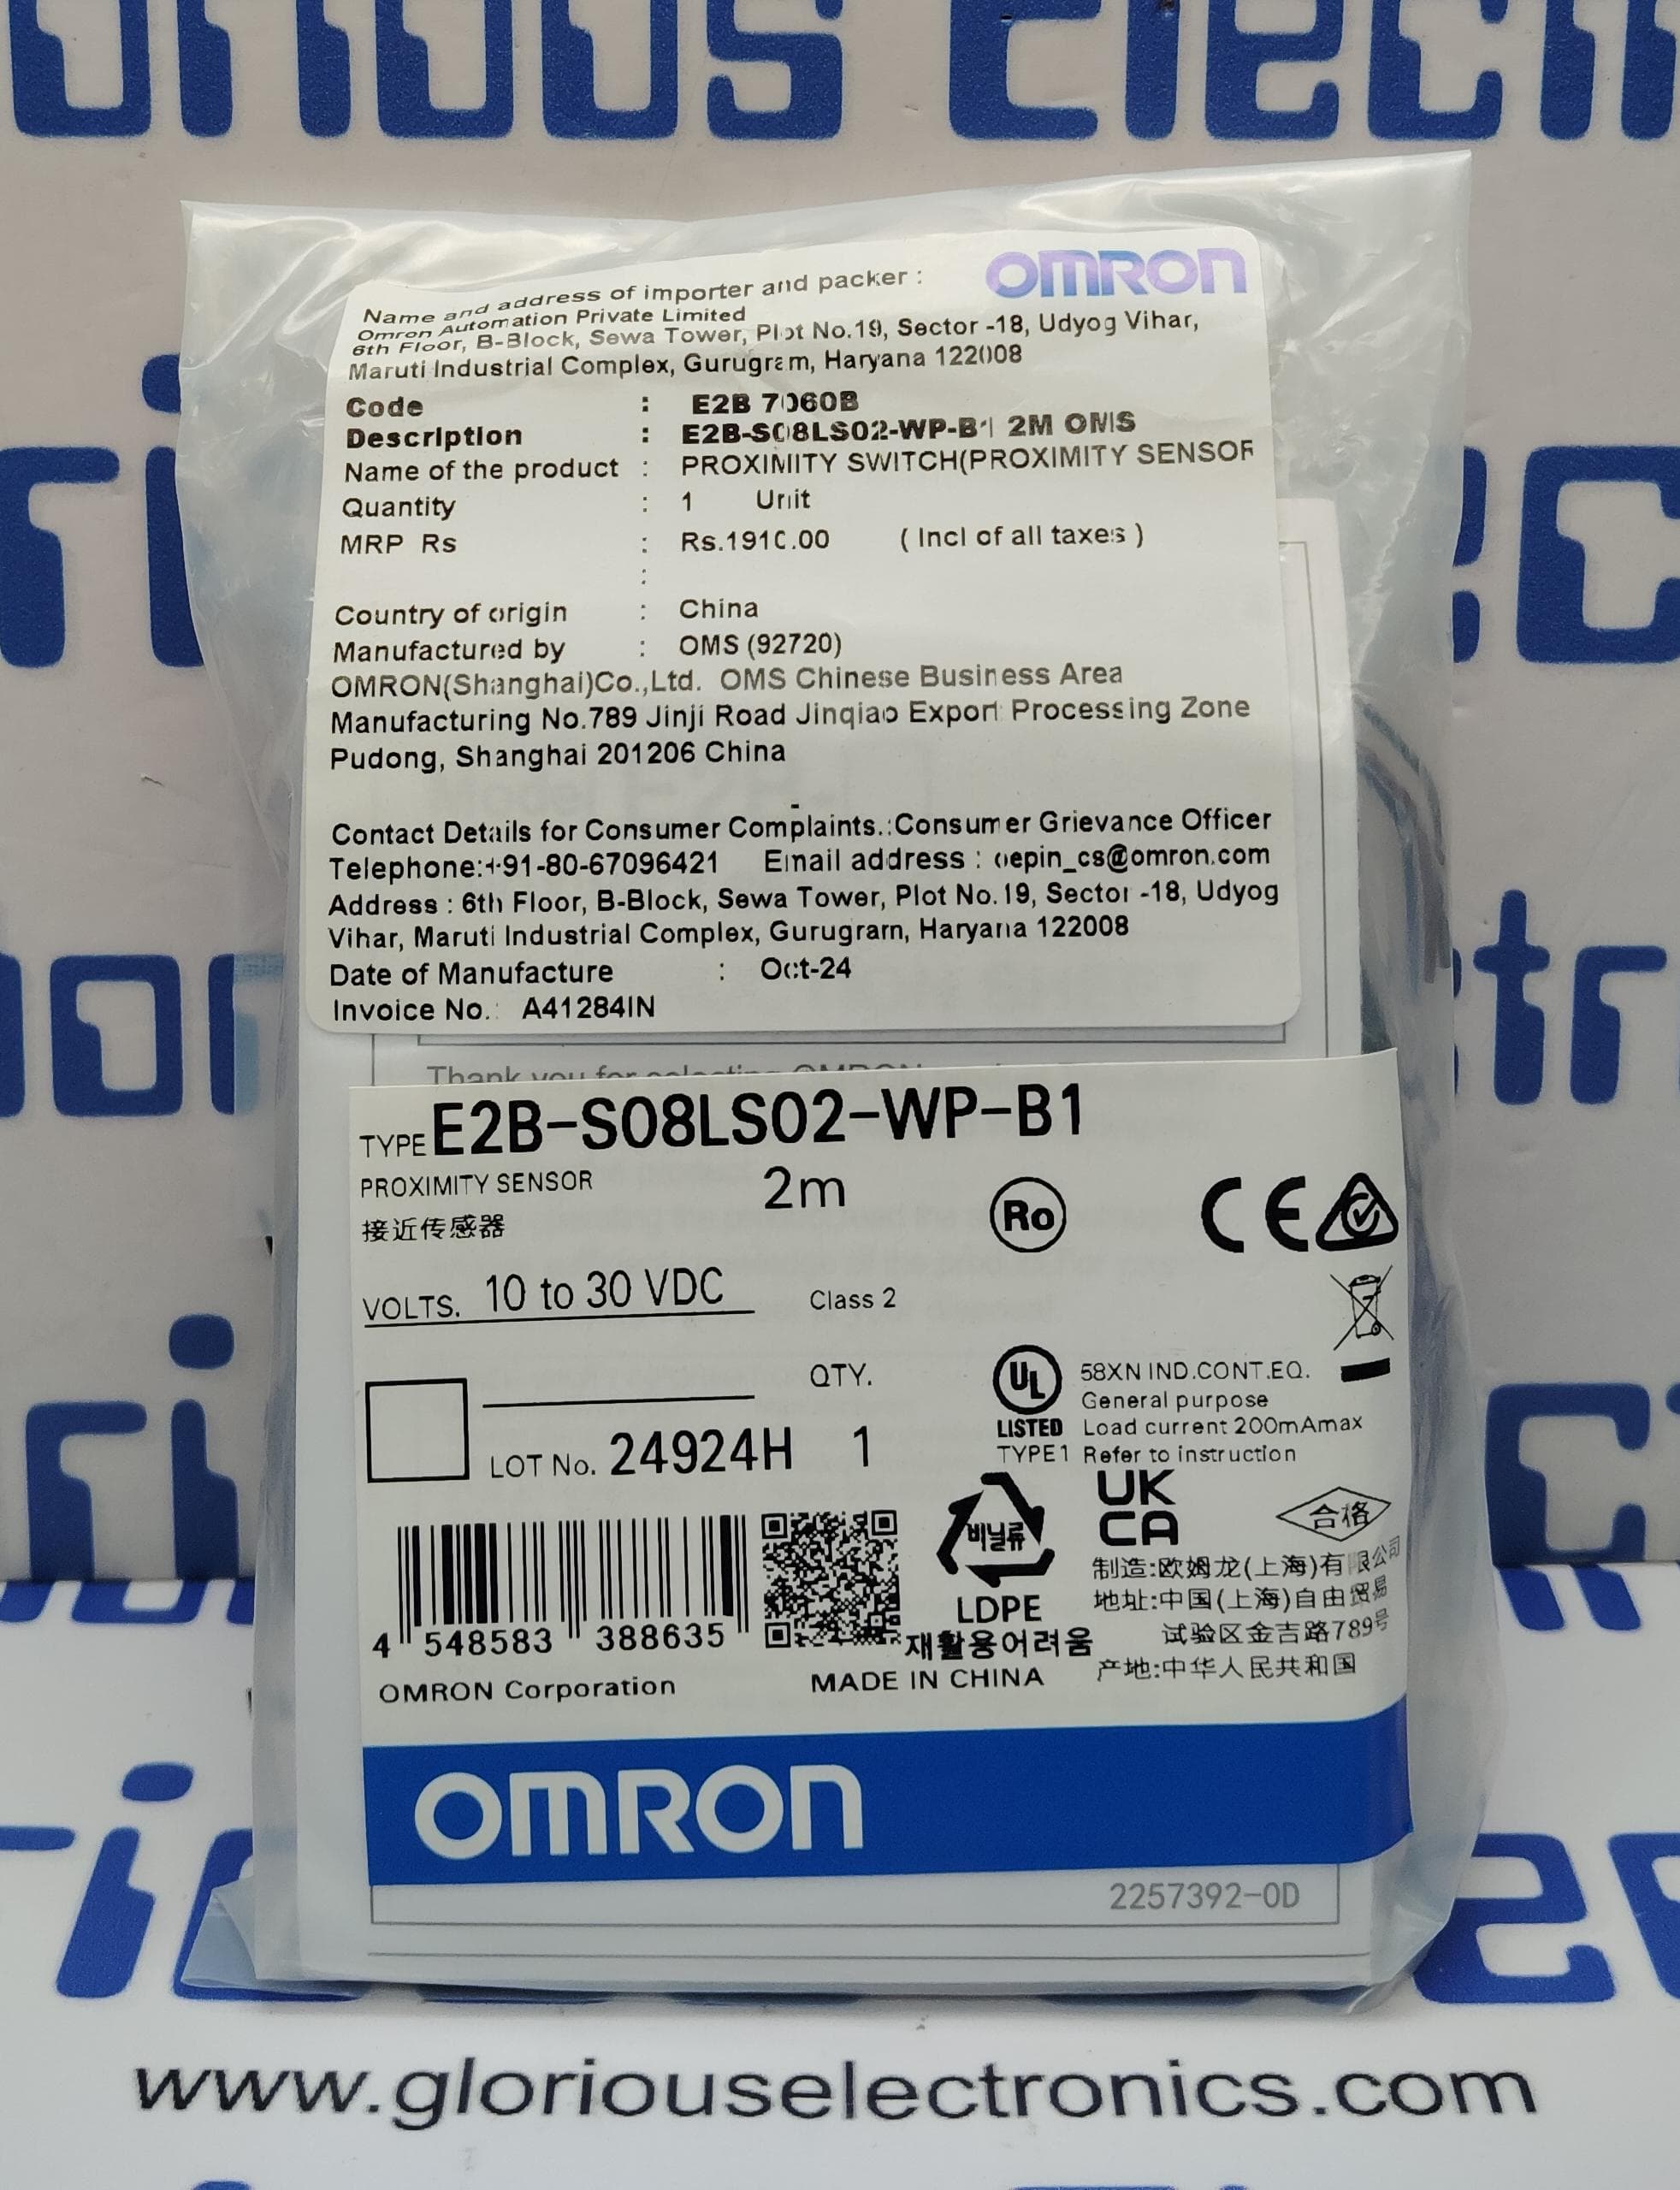 OMRON
Name and address of importer and packer :
Omron Automation Private Limited
6th Floor, B-Block, Sewa Tower, Plot No.19, Sector -18, Udyog Vihar,
Maruti Industrial Complex, Gurugram, Haryana 122008
Code : E2B 7060B
Description : E2B-S08LS02-WP-B1 2M OMS
Name of the product : PROXIMITY SWITCH(PROXIMITY SENSOR
Quantity : 1 Unit
MRP Rs : Rs.1910.00 ( Incl of all taxes )
:
Country of origin : China
Manufactured by : OMS (92720)
OMRON(Shanghai)Co.,Ltd. OMS Chinese Business Area
Manufacturing No.789 Jinji Road Jinqiao Export Processing Zone
Pudong, Shanghai 201206 China
Contact Details for Consumer Complaints.:Consumer Grievance Officer
Telephone:+91-80-67096421 Email address : oepin_cs@omron.com
Address : 6th Floor, B-Block, Sewa Tower, Plot No.19, Sector -18, Udyog
Vihar, Maruti Industrial Complex, Gurugram, Haryana 122008
Date of Manufacture : Oct-24
Invoice No.: A41284IN
Thank you for selecting OMRON
TYPE E2B-S08LS02-WP-B1
PROXIMITY SENSOR 2m
接近传感器
Ro CE
VOLTS. 10 to 30 VDC Class 2
QTY.
LOT No. 24924H 1
UL LISTED
58XN IND.CONT.EQ.
General purpose
Load current 200mAmax
TYPE1 Refer to instruction
UK
CA
合格
비닐류
LDPE
재활용어려움
制造:欧姆龙(上海)有限公司
地址:中国(上海)自由贸易
试验区金吉路789号
产地:中华人民共和国
4 548583 388635
OMRON Corporation MADE IN CHINA
OMRON
2257392-0D
www.gloriouselectronics.com